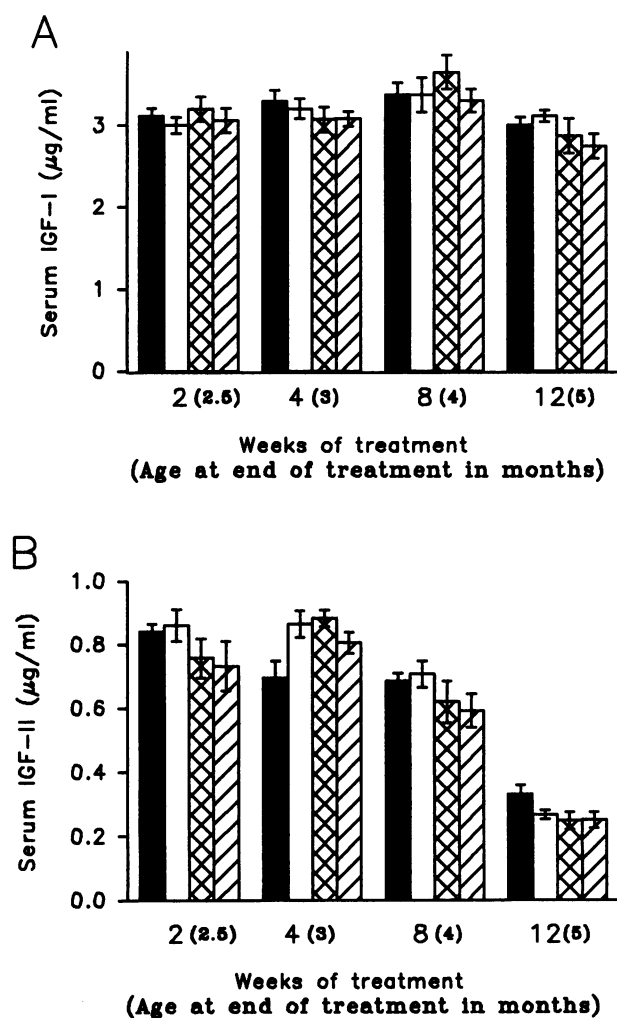 A
Serum IGF-I (μg/ml)
3
2
1
0
2 (2.5) 4 (3) 8 (4) 12 (5)
Weeks of treatment
(Age at end of treatment in months)
B
Serum IGF-II (μg/ml)
1.0
0.8
0.6
0.4
0.2
0.0
2 (2.5) 4 (3) 8 (4) 12 (5)
Weeks of treatment
(Age at end of treatment in months)